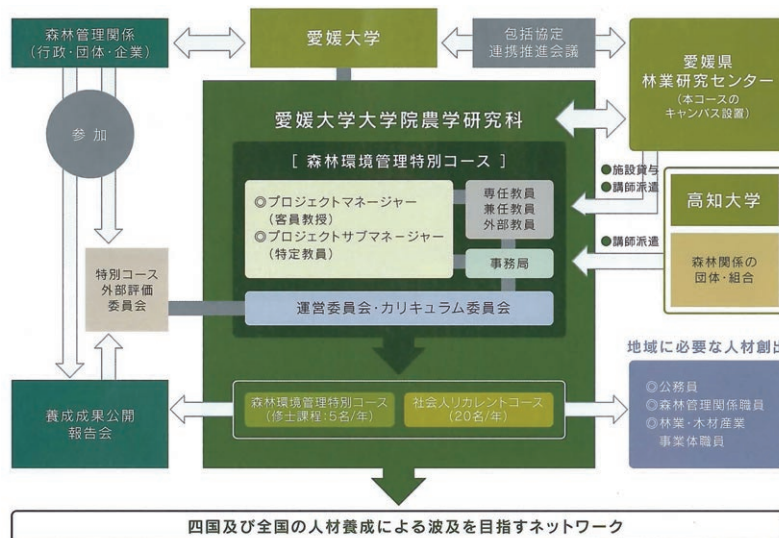 森林管理関係
(行政・団体・企業)
愛媛大学
包括協定
連携推進会議
愛媛県
林業研究センター
(本コースの
キャンパス設置)
参加
愛媛大学大学院農学研究科
[ 森林環境管理特別コース ]
◎プロジェクトマネージャー
(客員教授)
◎プロジェクトサブマネージャー
(特定教員)
専任教員
兼任教員
外部教員
事務局
運営委員会・カリキュラム委員会
●施設貸与
●講師派遣
●講師派遣
高知大学
森林関係の
団体・組合
特別コース
外部評価
委員会
地域に必要な人材創出
◎公務員
◎森林管理関係職員
◎林業・木材産業
事業体職員
養成成果公開
報告会
森林環境管理特別コース
(修士課程:5名/年)
社会人リカレントコース
(20名/年)
四国及び全国の人材養成による波及を目指すネットワーク